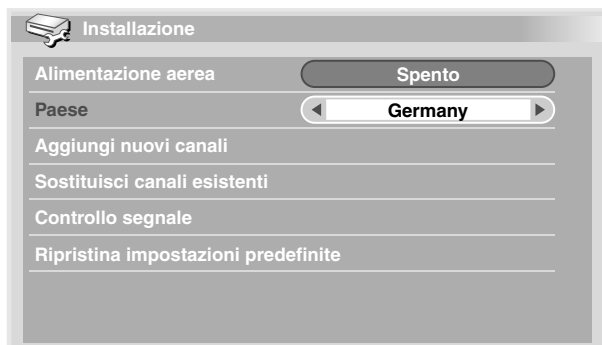 Installazione
Alimentazione aerea Spento
Paese Germany
Aggiungi nuovi canali
Sostituisci canali esistenti
Controllo segnale
Ripristina impostazioni predefinite